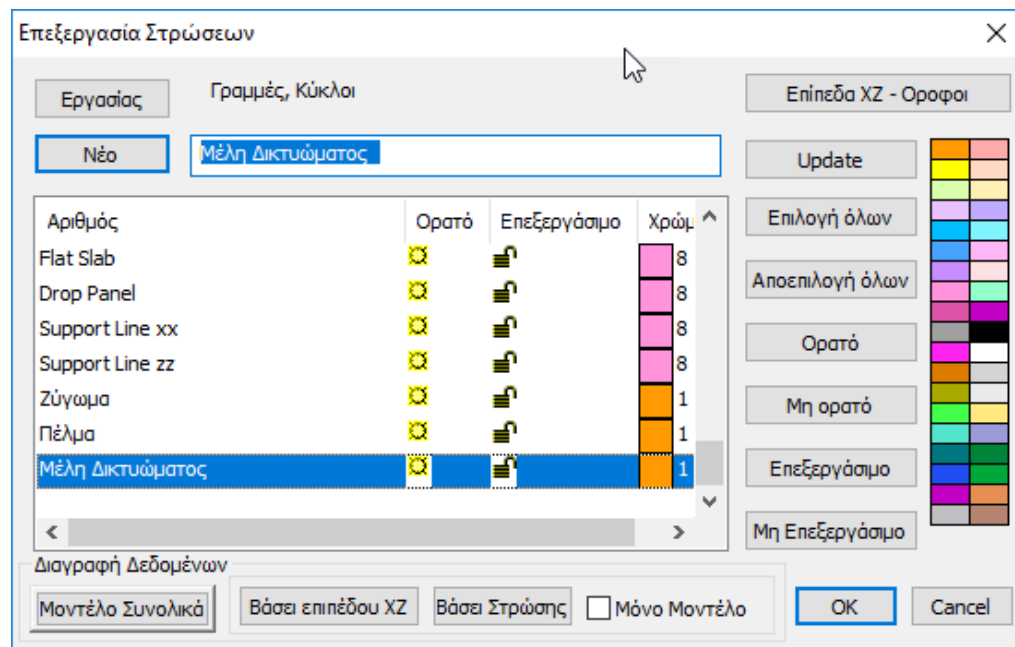 Επεξεργασία Στρώσεων
Εργασίας Γραμμές, Κύκλοι Επίπεδα XZ - Οροφοι
Νέο Μέλη Δικτυώματος Update
Αριθμός Ορατό Επεξεργάσιμο Χρώμ Επιλογή όλων
Flat Slab 8
Drop Panel 8 Αποεπιλογή όλων
Support Line xx 8 Ορατό
Support Line zz 8
Ζύγωμα 1 Μη ορατό
Πέλμα 1
Μέλη Δικτυώματος 1 Επεξεργάσιμο
Μη Επεξεργάσιμο
Διαγραφή Δεδομένων
Μοντέλο Συνολικά Βάσει επιπέδου XZ Βάσει Στρώσης Μόνο Μοντέλο OK Cancel